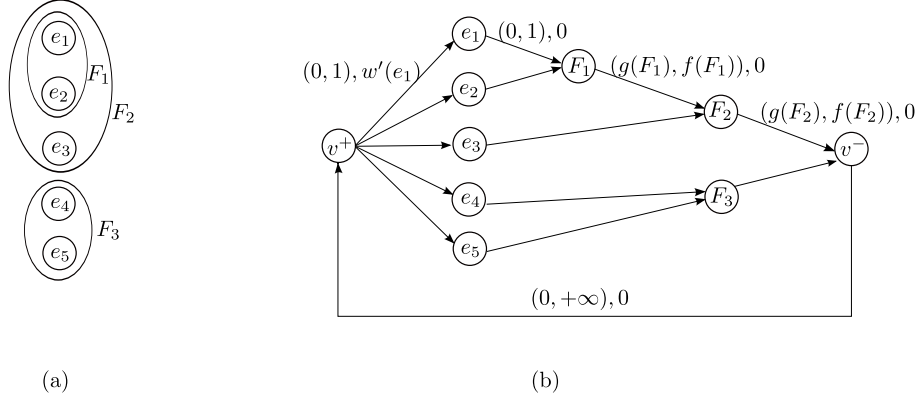 e₁
e₂
F₁
F₂
e₃
e₄
F₃
e₅
(a)
e₁
(0, 1), 0
(0, 1), w′(e₁)
F₁
(g(F₁), f(F₁)), 0
e₂
F₂
(g(F₂), f(F₂)), 0
v⁺
e₃
v⁻
e₄
F₃
e₅
(0, +∞), 0
(b)